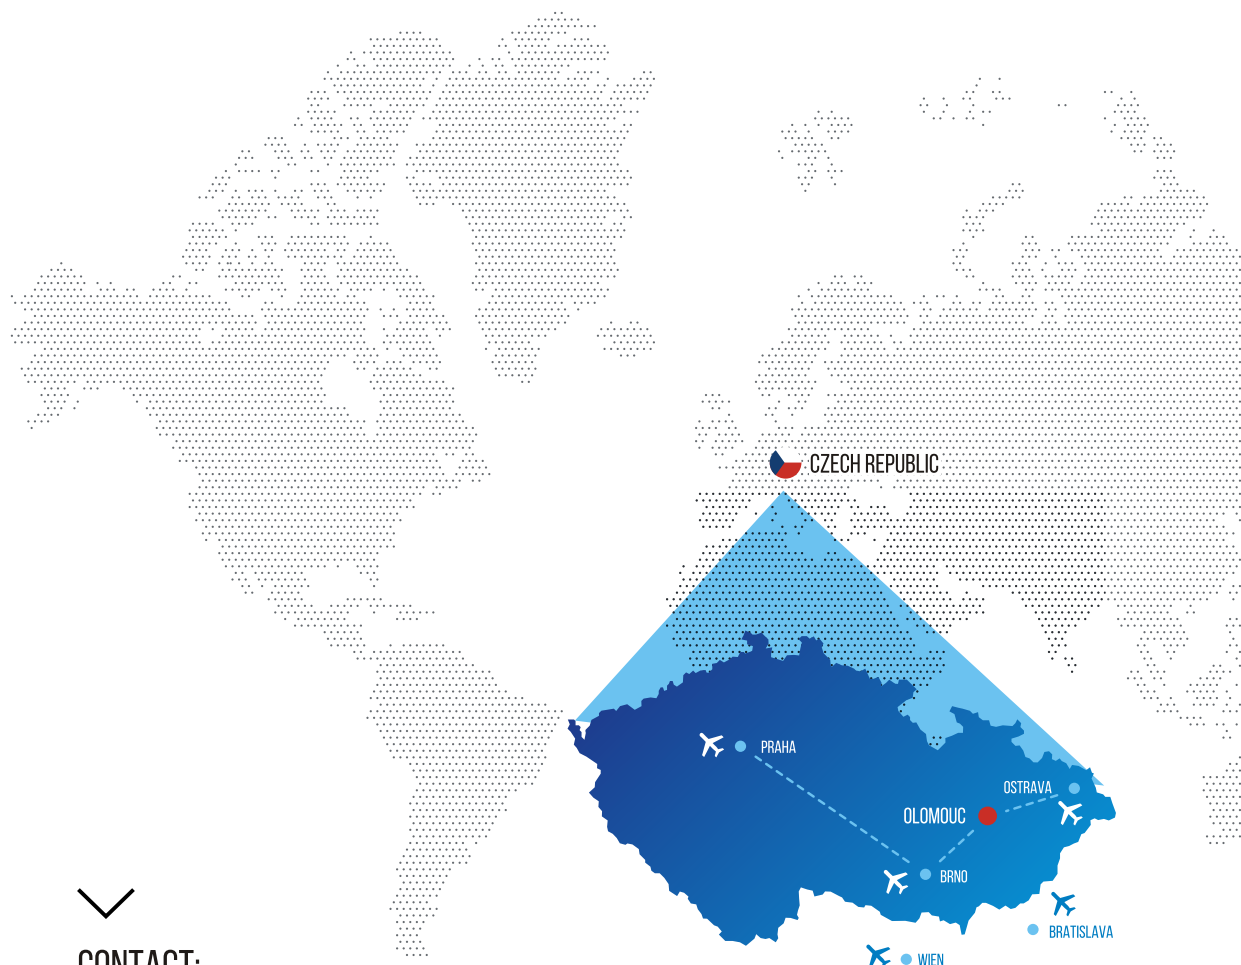 CZECH REPUBLIC
PRAHA
OSTRAVA
OLOMOUC
BRNO
BRATISLAVA
WIEN
CONTACT: